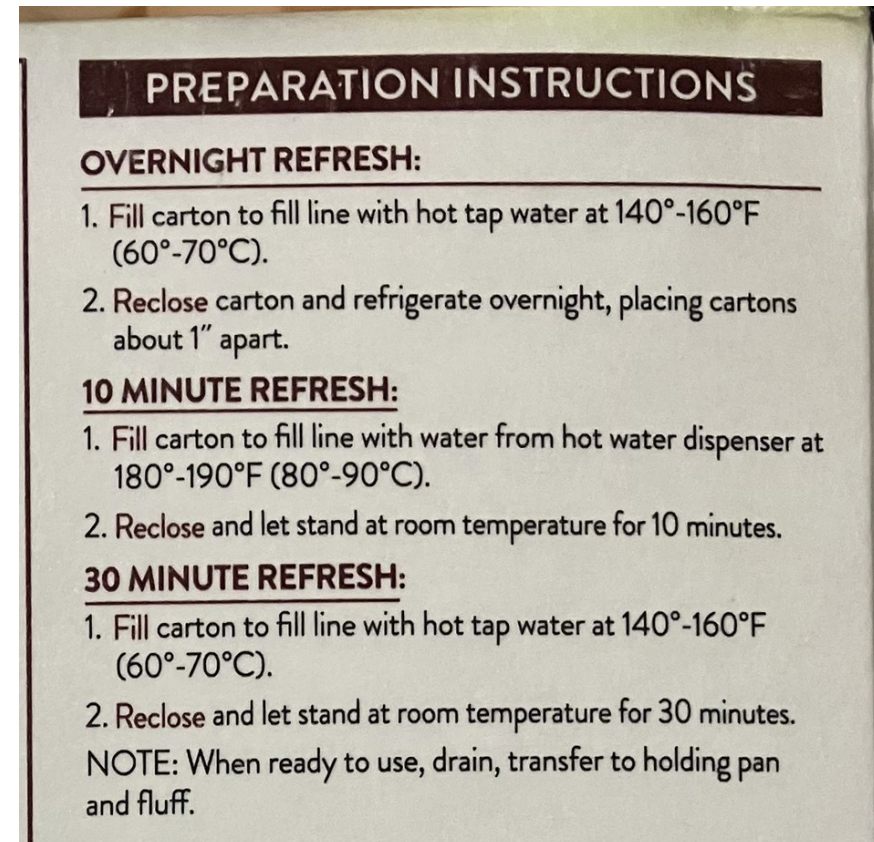 PREPARATION INSTRUCTIONS
OVERNIGHT REFRESH:
1. Fill carton to fill line with hot tap water at 140°-160°F
(60°-70°C).
2. Reclose carton and refrigerate overnight, placing cartons
about 1” apart.
10 MINUTE REFRESH:
1. Fill carton to fill line with water from hot water dispenser at
180°-190°F (80°-90°C).
2. Reclose and let stand at room temperature for 10 minutes.
30 MINUTE REFRESH:
1. Fill carton to fill line with hot tap water at 140°-160°F
(60°-70°C).
2. Reclose and let stand at room temperature for 30 minutes.
NOTE: When ready to use, drain, transfer to holding pan
and fluff.